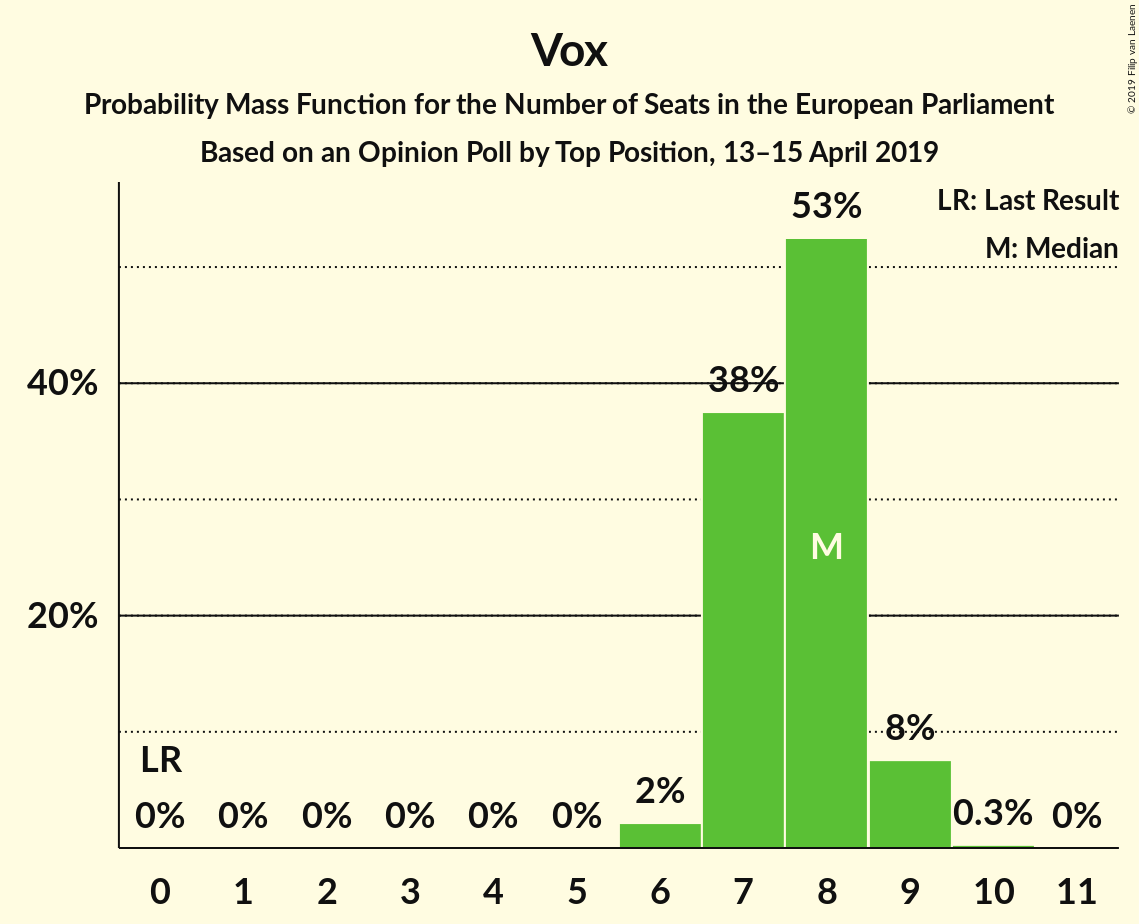 Vox
Probability Mass Function for the Number of Seats in the European Parliament
Based on an Opinion Poll by Top Position, 13–15 April 2019
© 2019 Filip van Laenen
LR: Last Result
M: Median
53%
40%
38%
M
20%
8%
LR
2%
0% 0% 0% 0% 0% 0% 0.3% 0%
0 1 2 3 4 5 6 7 8 9 10 11